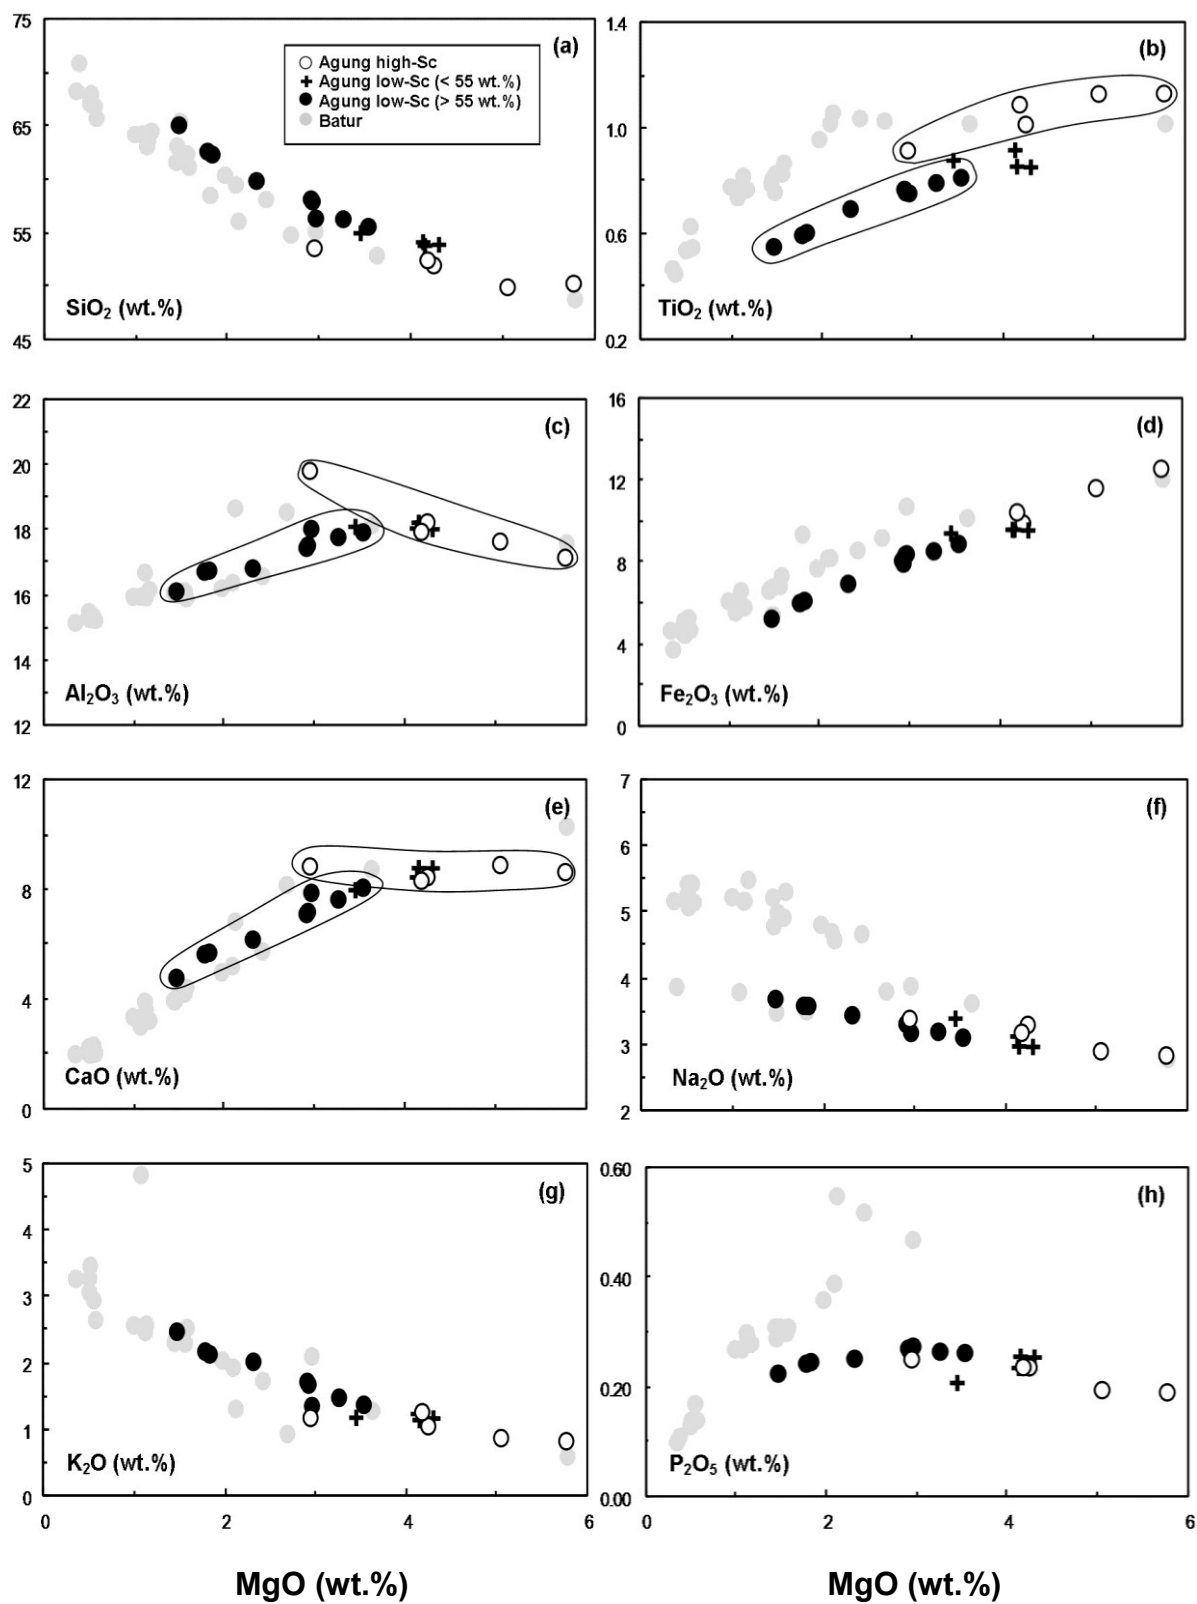 75
65
55
45
(a)
Agung high-Sc
Agung low-Sc (< 55 wt.%)
Agung low-Sc (> 55 wt.%)
Batur
SiO₂ (wt.%)
1.4
1.0
0.6
0.2
(b)
TiO₂ (wt.%)
22
20
18
16
14
12
(c)
Al₂O₃ (wt.%)
16
12
8
4
0
(d)
Fe₂O₃ (wt.%)
12
8
4
0
(e)
CaO (wt.%)
7
6
5
4
3
2
(f)
Na₂O (wt.%)
5
4
3
2
1
0
(g)
K₂O (wt.%)
0 2 4 6
MgO (wt.%)
0.60
0.40
0.20
0.00
(h)
P₂O₅ (wt.%)
0 2 4 6
MgO (wt.%)